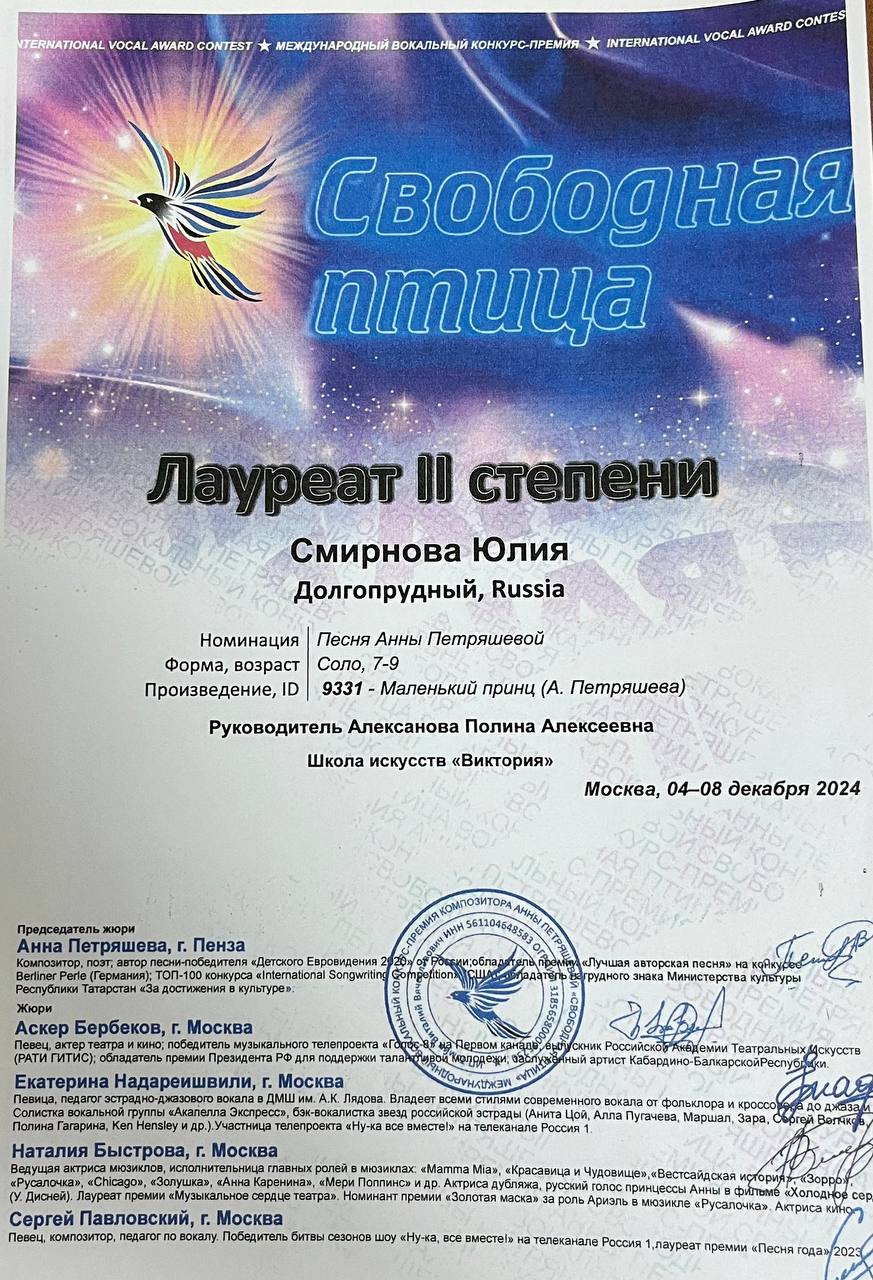 INTERNATIONAL VOCAL AWARD CONTEST ★ МЕЖДУНАРОДНЫЙ ВОКАЛЬНЫЙ КОНКУРС-ПРЕМИЯ ★ INTERNATIONAL VOCAL AWARD CONTES
Свободная
птица
Лауреат II степени
Смирнова Юлия
Долгопрудный, Russia
Номинация Песня Анны Петряшевой
Форма, возраст Соло, 7-9
Произведение, ID 9331 - Маленький принц (А. Петряшева)
Руководитель Алексанова Полина Алексеевна
Школа искусств «Виктория»
Москва, 04–08 декабря 2024
Председатель жюри
Анна Петряшева, г. Пенза
Композитор, поэт; автор песни-победителя «Детского Евровидения 2020» от России; обладатель премии «Лучшая авторская песня» на конкурсе
Berliner Perle (Германия); ТОП-100 конкурса «International Songwriting Competition» (США); обладатель нагрудного знака Министерства культуры
Республики Татарстан «За достижения в культуре».
Жюри
Аскер Бербеков, г. Москва
Певец, актер театра и кино; победитель музыкального телепроекта «Голос-8» на Первом канале; выпускник Российской Академии Театральных Искусств
(РАТИ ГИТИС); обладатель премии Президента РФ для поддержки талантливой молодежи; заслуженный артист Кабардино-БалкарскойРеспублики.
Екатерина Надареишвили, г. Москва
Певица, педагог эстрадно-джазового вокала в ДМШ им. А.К. Лядова. Владеет всеми стилями современного вокала от фольклора и кроссовера до джаза и
Солистка вокальной группы «Акапелла Экспресс», бэк-вокалистка звезд российской эстрады (Анита Цой, Алла Пугачева, Маршал, Зара, Сергей Волчков,
Полина Гагарина, Ken Hensley и др.).Участница телепроекта «Ну-ка все вместе!» на телеканале Россия 1.
Наталия Быстрова, г. Москва
Ведущая актриса мюзиклов, исполнительница главных ролей в мюзиклах: «Mamma Mia», «Красавица и Чудовище»,«Вестсайдская история», «Зорро»,
«Русалочка», «Chicago», «Золушка», «Анна Каренина», «Мери Поппинс» и др. Актриса дубляжа, русский голос принцессы Анны в фильме «Холодное сер
(У. Дисней). Лауреат премии «Музыкальное сердце театра». Номинант премии «Золотая маска» за роль Ариэль в мюзикле «Русалочка». Актриса кино.
Сергей Павловский, г. Москва
Певец, композитор, педагог по вокалу. Победитель битвы сезонов шоу «Ну-ка, все вместе!» на телеканале Россия 1,лауреат премии «Песня года» 2023